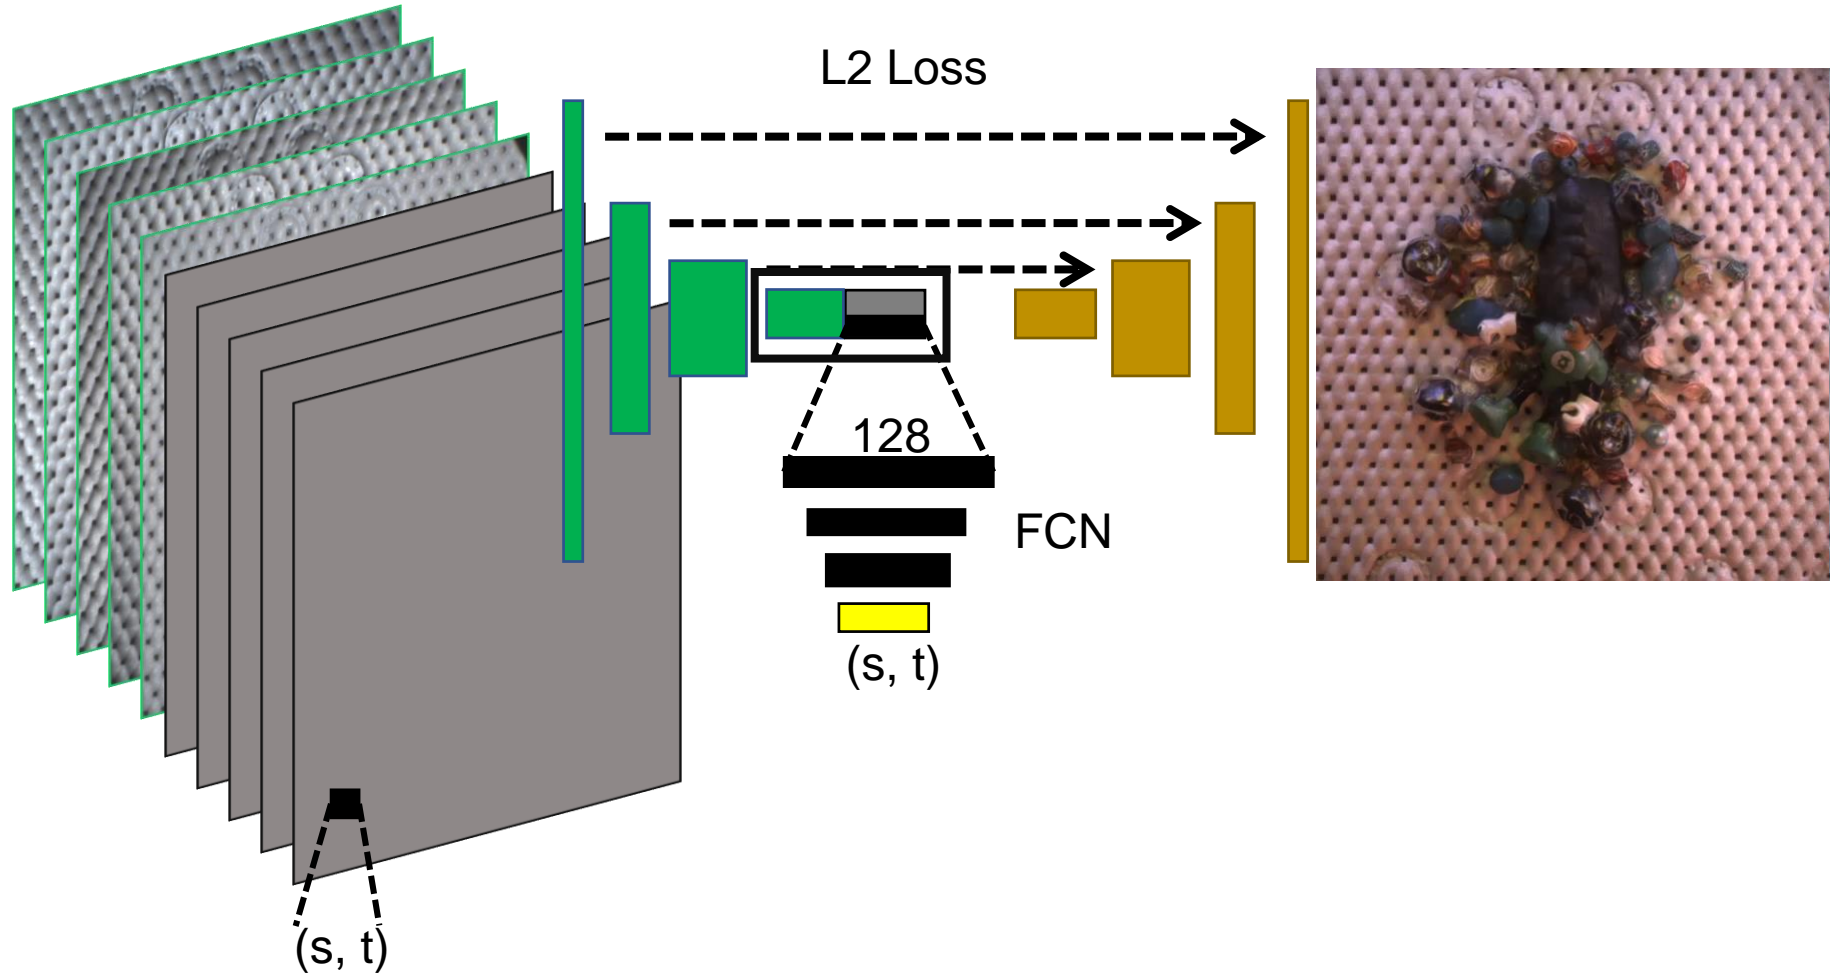 L2 Loss
128
FCN
(s, t)
(s, t)